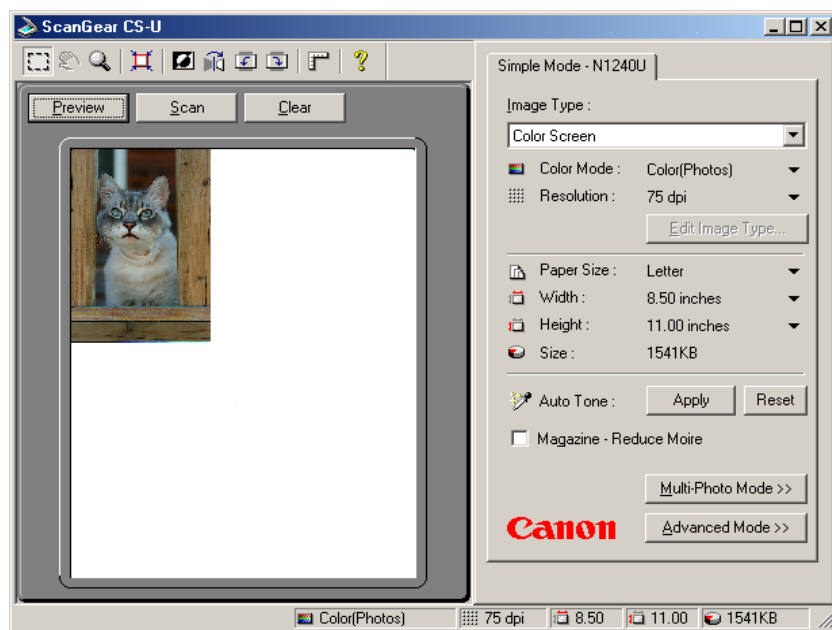 ScanGear CS-U
Preview
Scan
Clear
Simple Mode - N1240U
Image Type :
Color Screen
Color Mode : Color(Photos)
Resolution : 75 dpi
Edit Image Type...
Paper Size : Letter
Width : 8.50 inches
Height : 11.00 inches
Size : 1541KB
Auto Tone : Apply Reset
Magazine - Reduce Moire
Multi-Photo Mode >>
Canon
Advanced Mode >>
Color(Photos) 75 dpi 8.50 11.00 1541KB